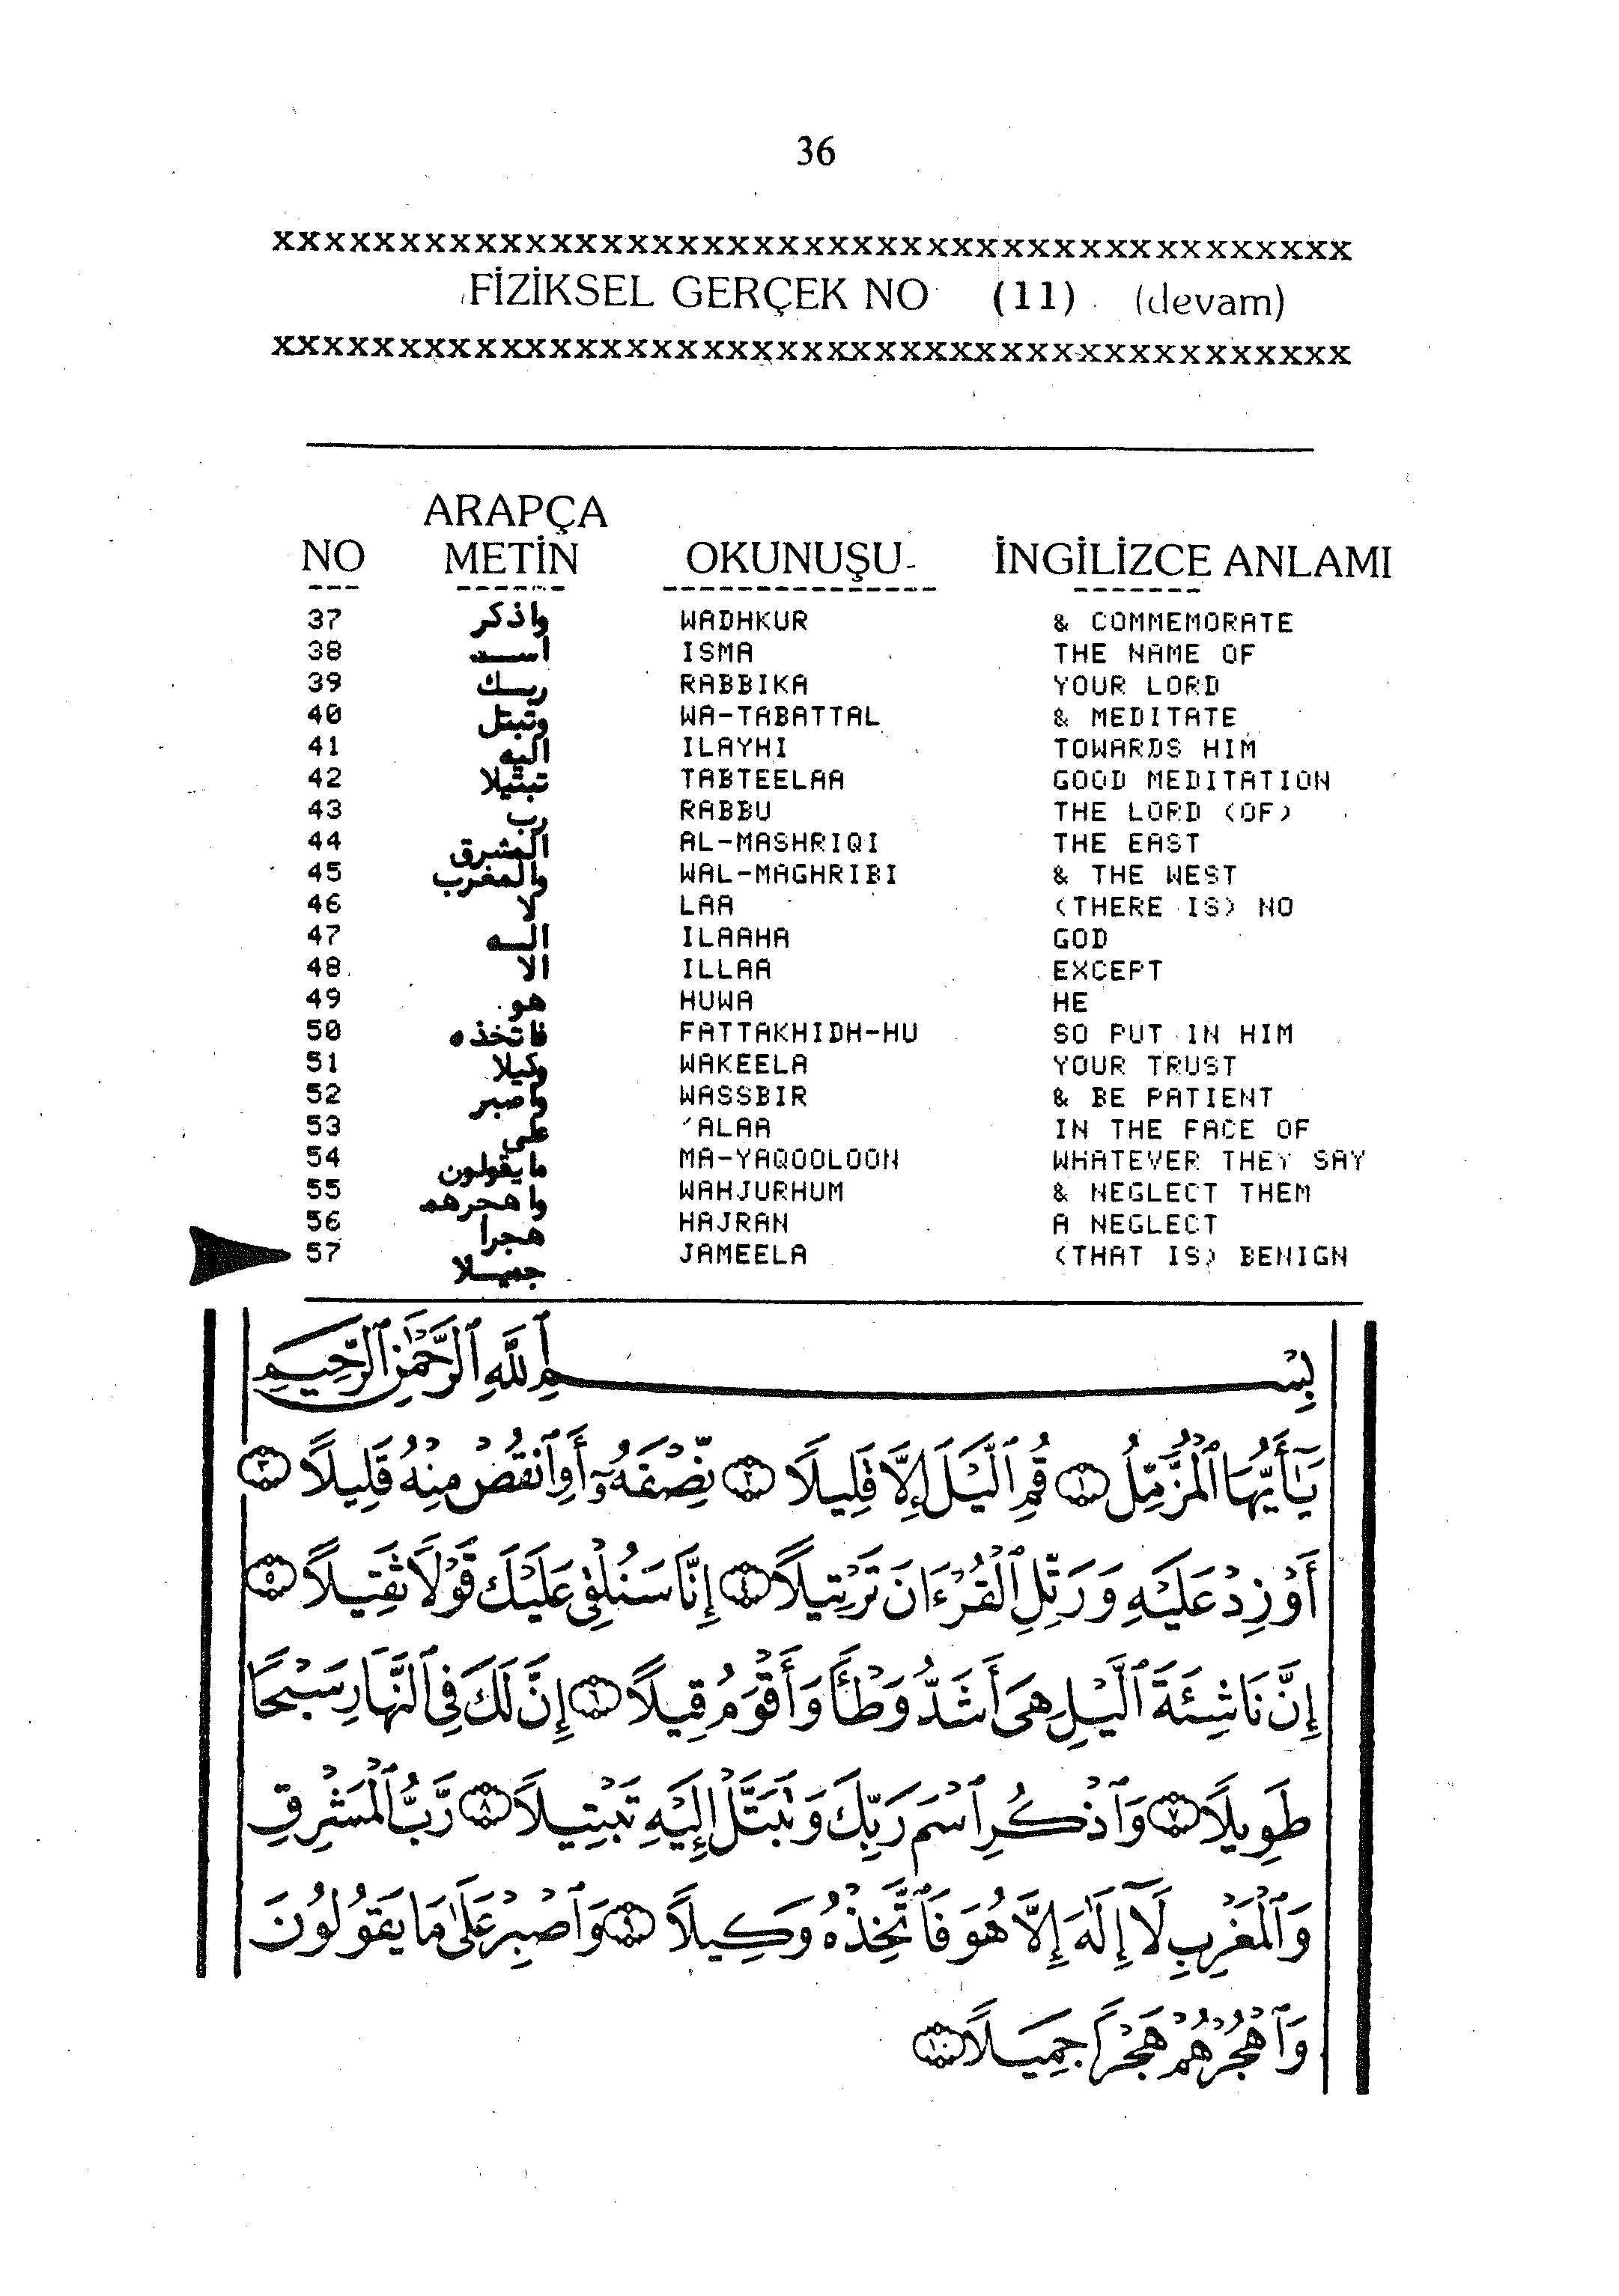 36
xxxxxxxxxxxxxxxxxxxxxxxxxxxxxxxxxxxxxxxxxxx
FİZİKSEL GERÇEK NO (11) (devam)
xxxxxxxxxxxxxxxxxxxxxxxxxxxxxxxxxxxxxxxxxxx
NO ARAPÇA METİN OKUNUŞU İNGİLİZCE ANLAMI
37 واذكر WADHKUR & COMMEMORATE
38 اســم ISMA THE NAME OF
39 ربــك RABBIKA YOUR LORD
40 وتبتل WA-TABATTAL & MEDITATE
41 اليه ILAYHI TOWARDS HIM
42 تبتيلا TABTEELAA GOOD MEDITATION
43 رب RABBU THE LORD (OF)
44 المشرق AL-MASHRIQI THE EAST
45 والمغرب WAL-MAGHRIBI & THE WEST
46 لا LAA (THERE IS) NO
47 الــه ILAAHA GOD
48 الا ILLAA EXCEPT
49 هو HUWA HE
50 فاتخذه FATTAKHIDH-HU SO PUT IN HIM
51 وكيلا WAKEELA YOUR TRUST
52 واصبر WASSBIR & BE PATIENT
53 على 'ALAA IN THE FACE OF
54 مايقولون MA-YAQOOLOON WHATEVER THEY SAY
55 واهجرهم WAHJURHUM & NEGLECT THEM
56 هجرا HAJRAN A NEGLECT
57 جميــلا JAMEELA (THAT IS) BENIGN
بِسْمِ ٱللَّهِ ٱلرَّحْمَٰنِ ٱلرَّحِيمِ
يَٰٓأَيُّهَا ٱلْمُزَّمِّلُ ١ قُمِ ٱلَّيْلَ إِلَّا قَلِيلًا ٢ نِّصْفَهُۥٓ أَوِ ٱنقُصْ مِنْهُ قَلِيلًا ٣
أَوْ زِدْ عَلَيْهِ وَرَتِّلِ ٱلْقُرْءَانَ تَرْتِيلًا ٤ إِنَّا سَنُلْقِى عَلَيْكَ قَوْلًا ثَقِيلًا ٥
إِنَّ نَاشِئَةَ ٱلَّيْلِ هِىَ أَشَدُّ وَطْـًٔا وَأَقْوَمُ قِيلًا ٦ إِنَّ لَكَ فِى ٱلنَّهَارِ سَبْحًا
طَوِيلًا ٧ وَٱذْكُرِ ٱسْمَ رَبِّكَ وَتَبَتَّلْ إِلَيْهِ تَبْتِيلًا ٨ رَّبُّ ٱلْمَشْرِقِ
وَٱلْمَغْرِبِ لَآ إِلَٰهَ إِلَّا هُوَ فَٱتَّخِذْهُ وَكِيلًا ٩ وَٱصْبِرْ عَلَىٰ مَا يَقُولُونَ
وَٱهْجُرْهُمْ هَجْرًا جَمِيلًا ١٠